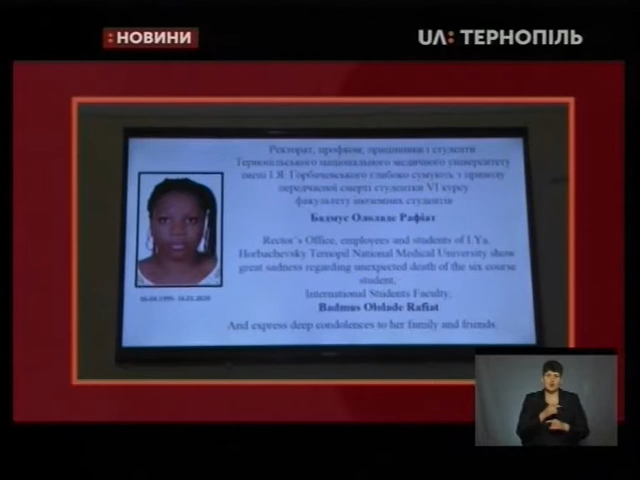 :НОВИНИ
UA: ТЕРНОПІЛЬ
Ректорат, профком, працівники і студенти
Тернопільського національного медичного університету
імені І.Я. Горбачевського глибоко сумують з приводу
передчасної смерті студентки VI курсу
факультету іноземних студентів
Бадмус Ололаде Рафіат
Rector's Office, employees and students of I.Ya.
Horbachevsky Ternopil National Medical University show
great sadness regarding unexpected death of the six course
student,
International Students Faculty,
Badmus Ololade Rafiat
And express deep condolences to her family and friends.